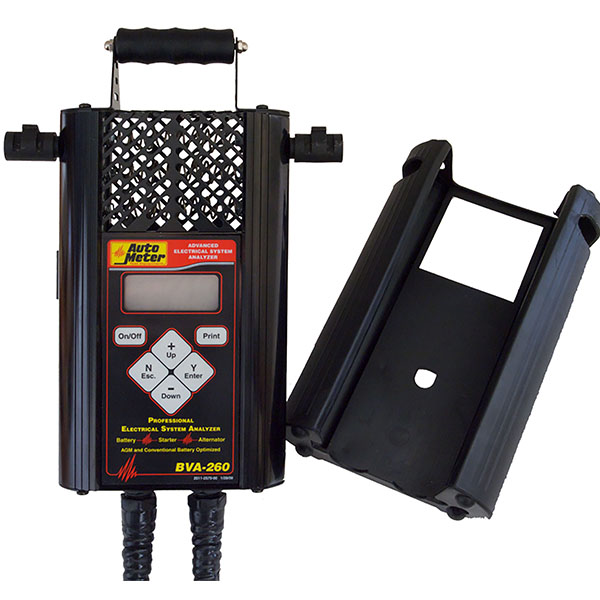 Auto
Meter
ADVANCED
ELECTRICAL SYSTEM
ANALYZER
On/Off
Print
+
Up
N
Esc.
Y
Enter
-
Down
PROFESSIONAL
ELECTRICAL SYSTEM ANALYZER
Battery Starter Alternator
AGM and Conventional Battery Optimized
BVA-260